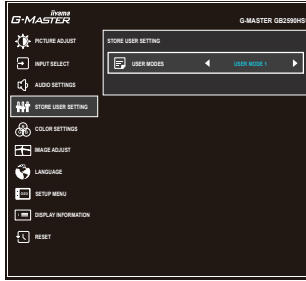 iiyama
G-MASTER
G-MASTER GB2590HS
PICTURE ADJUST
STORE USER SETTING
INPUT SELECT
USER MODES
USER MODE 1
AUDIO SETTINGS
STORE USER SETTING
COLOR SETTINGS
IMAGE ADJUST
LANGUAGE
SETUP MENU
DISPLAY INFORMATION
RESET